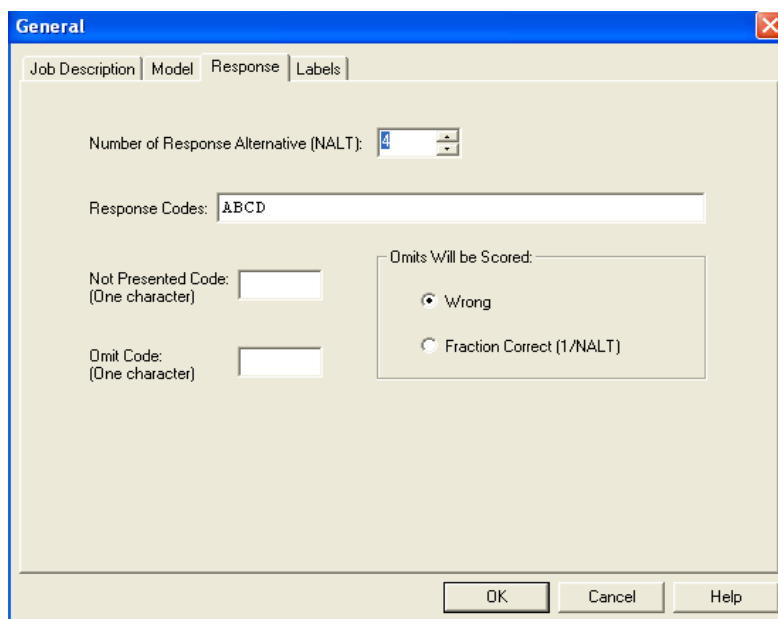 General
Job Description Model Response Labels
Number of Response Alternative (NALT): 4
Response Codes: ABCD
Omits Will be Scored:
Not Presented Code:
(One character)
Wrong
Omit Code:
(One character)
Fraction Correct (1/NALT)
OK Cancel Help